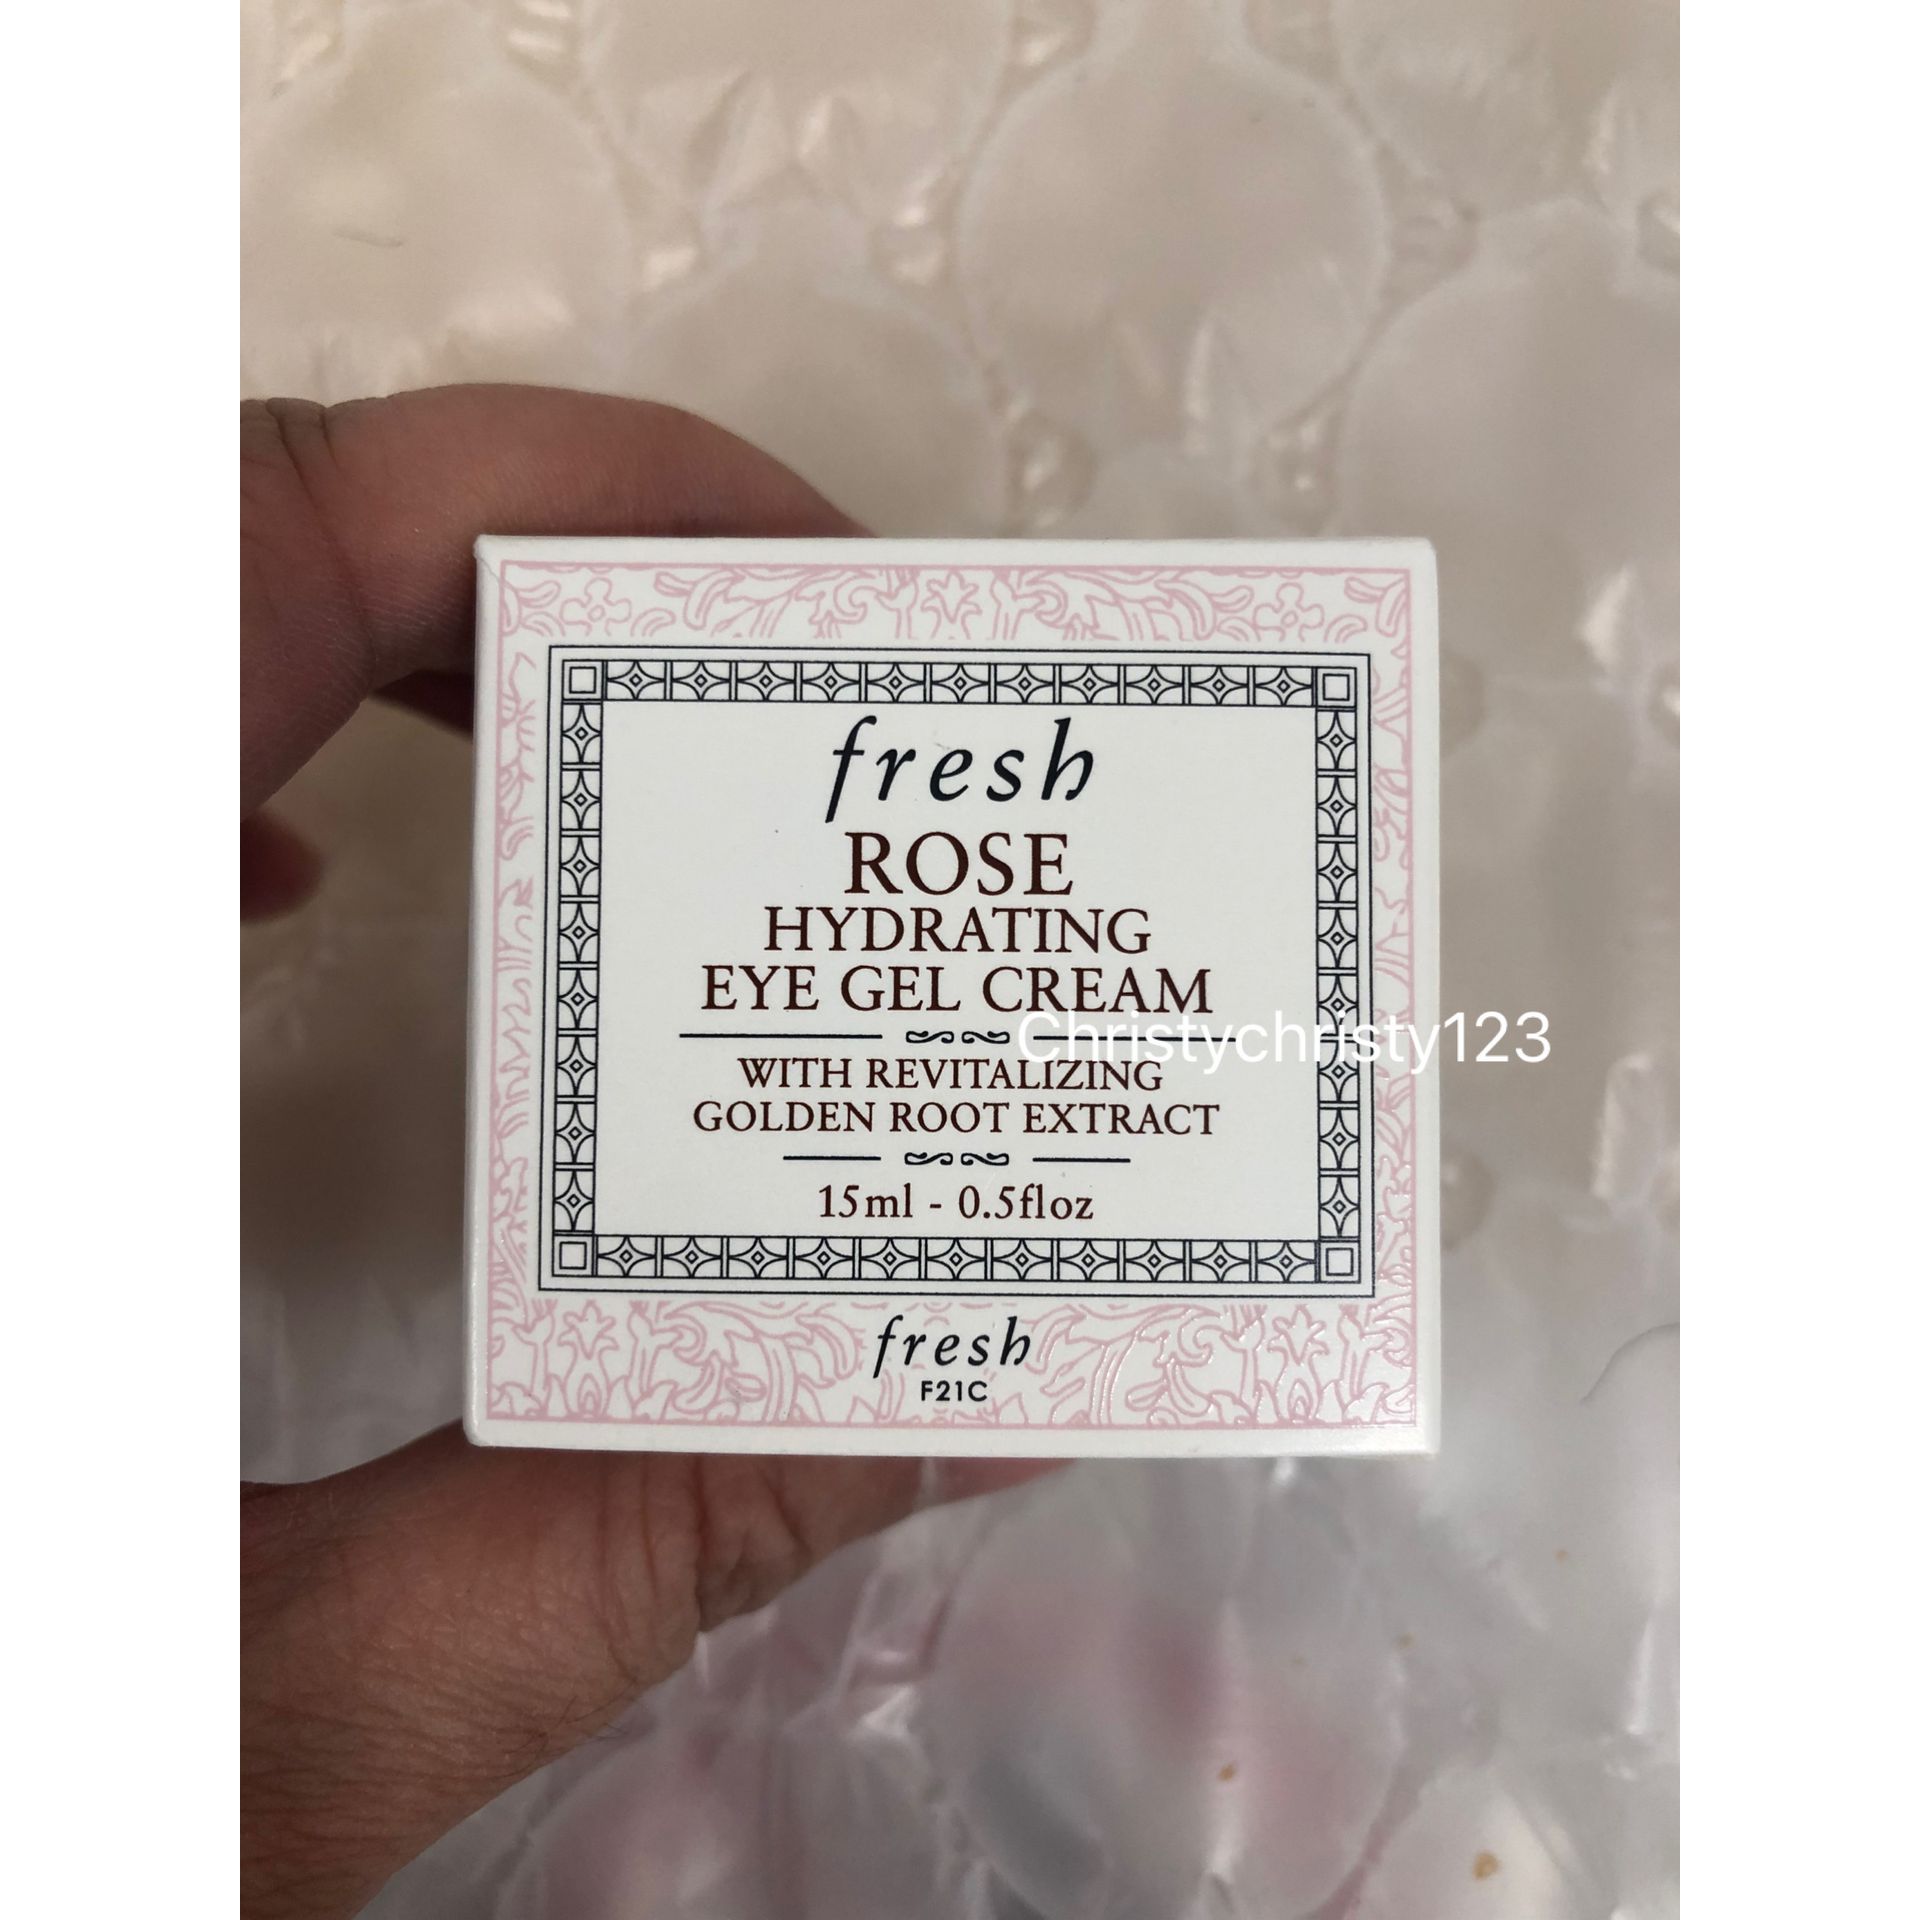 fresh
ROSE
HYDRATING
EYE GEL CREAM
Christychristy123
WITH REVITALIZING
GOLDEN ROOT EXTRACT
15ml - 0.5floz
fresh
F21C